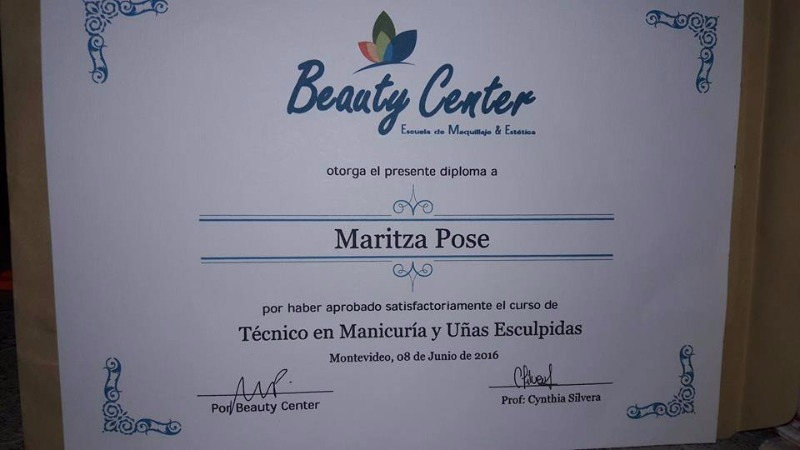 Beauty Center
Escuela de Maquillaje & Estética
otorga el presente diploma a
Maritza Pose
por haber aprobado satisfactoriamente el curso de
Técnico en Manicuría y Uñas Esculpidas
Montevideo, 08 de Junio de 2016
Por Beauty Center
Prof: Cynthia Silvera